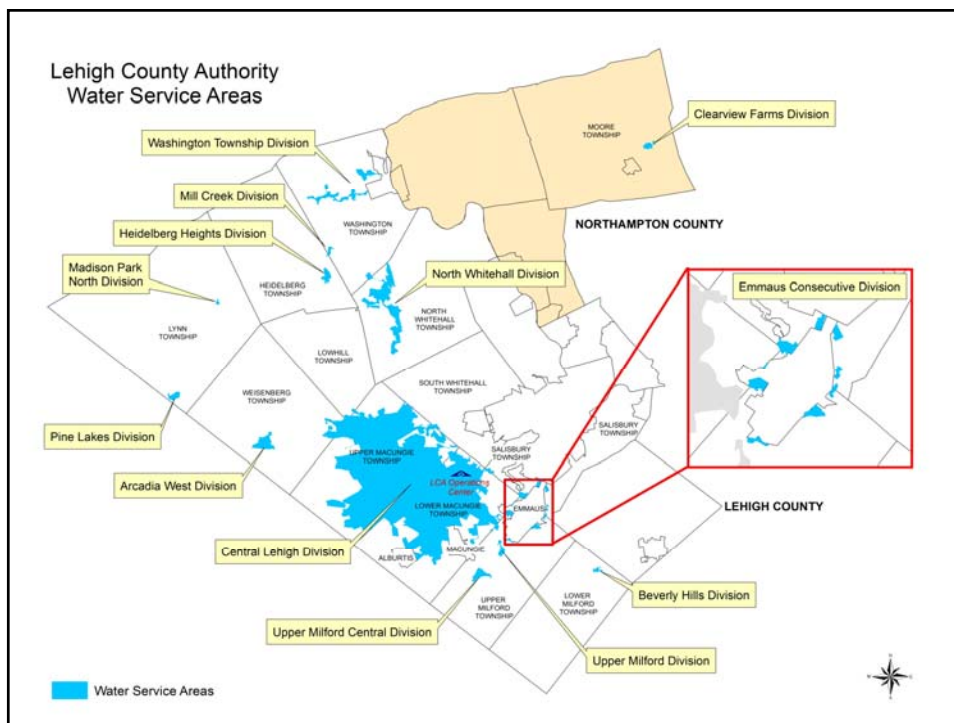 Lehigh County Authority
Water Service Areas
Clearview Farms Division
MOORE
TOWNSHIP
Washington Township Division
Mill Creek Division
WASHINGTON
TOWNSHIP
NORTHAMPTON COUNTY
Heidelberg Heights Division
Madison Park
North Division
HEIDELBERG
TOWNSHIP
North Whitehall Division
Emmaus Consecutive Division
NORTH
WHITEHALL
TOWNSHIP
LYNN
TOWNSHIP
LOWHILL
TOWNSHIP
SOUTH WHITEHALL
TOWNSHIP
WEISENBERG
TOWNSHIP
Pine Lakes Division
SALISBURY
TOWNSHIP
UPPER MACUNGIE
TOWNSHIP
SALISBURY
TOWNSHIP
Arcadia West Division
LCA Operating
Center
LOWER MACUNGIE
TOWNSHIP
EMMAUS
LEHIGH COUNTY
Central Lehigh Division
ALBURTIS
MACUNGIE
Beverly Hills Division
UPPER
MILFORD
TOWNSHIP
LOWER
MILFORD
TOWNSHIP
Upper Milford Central Division
Upper Milford Division
Water Service Areas